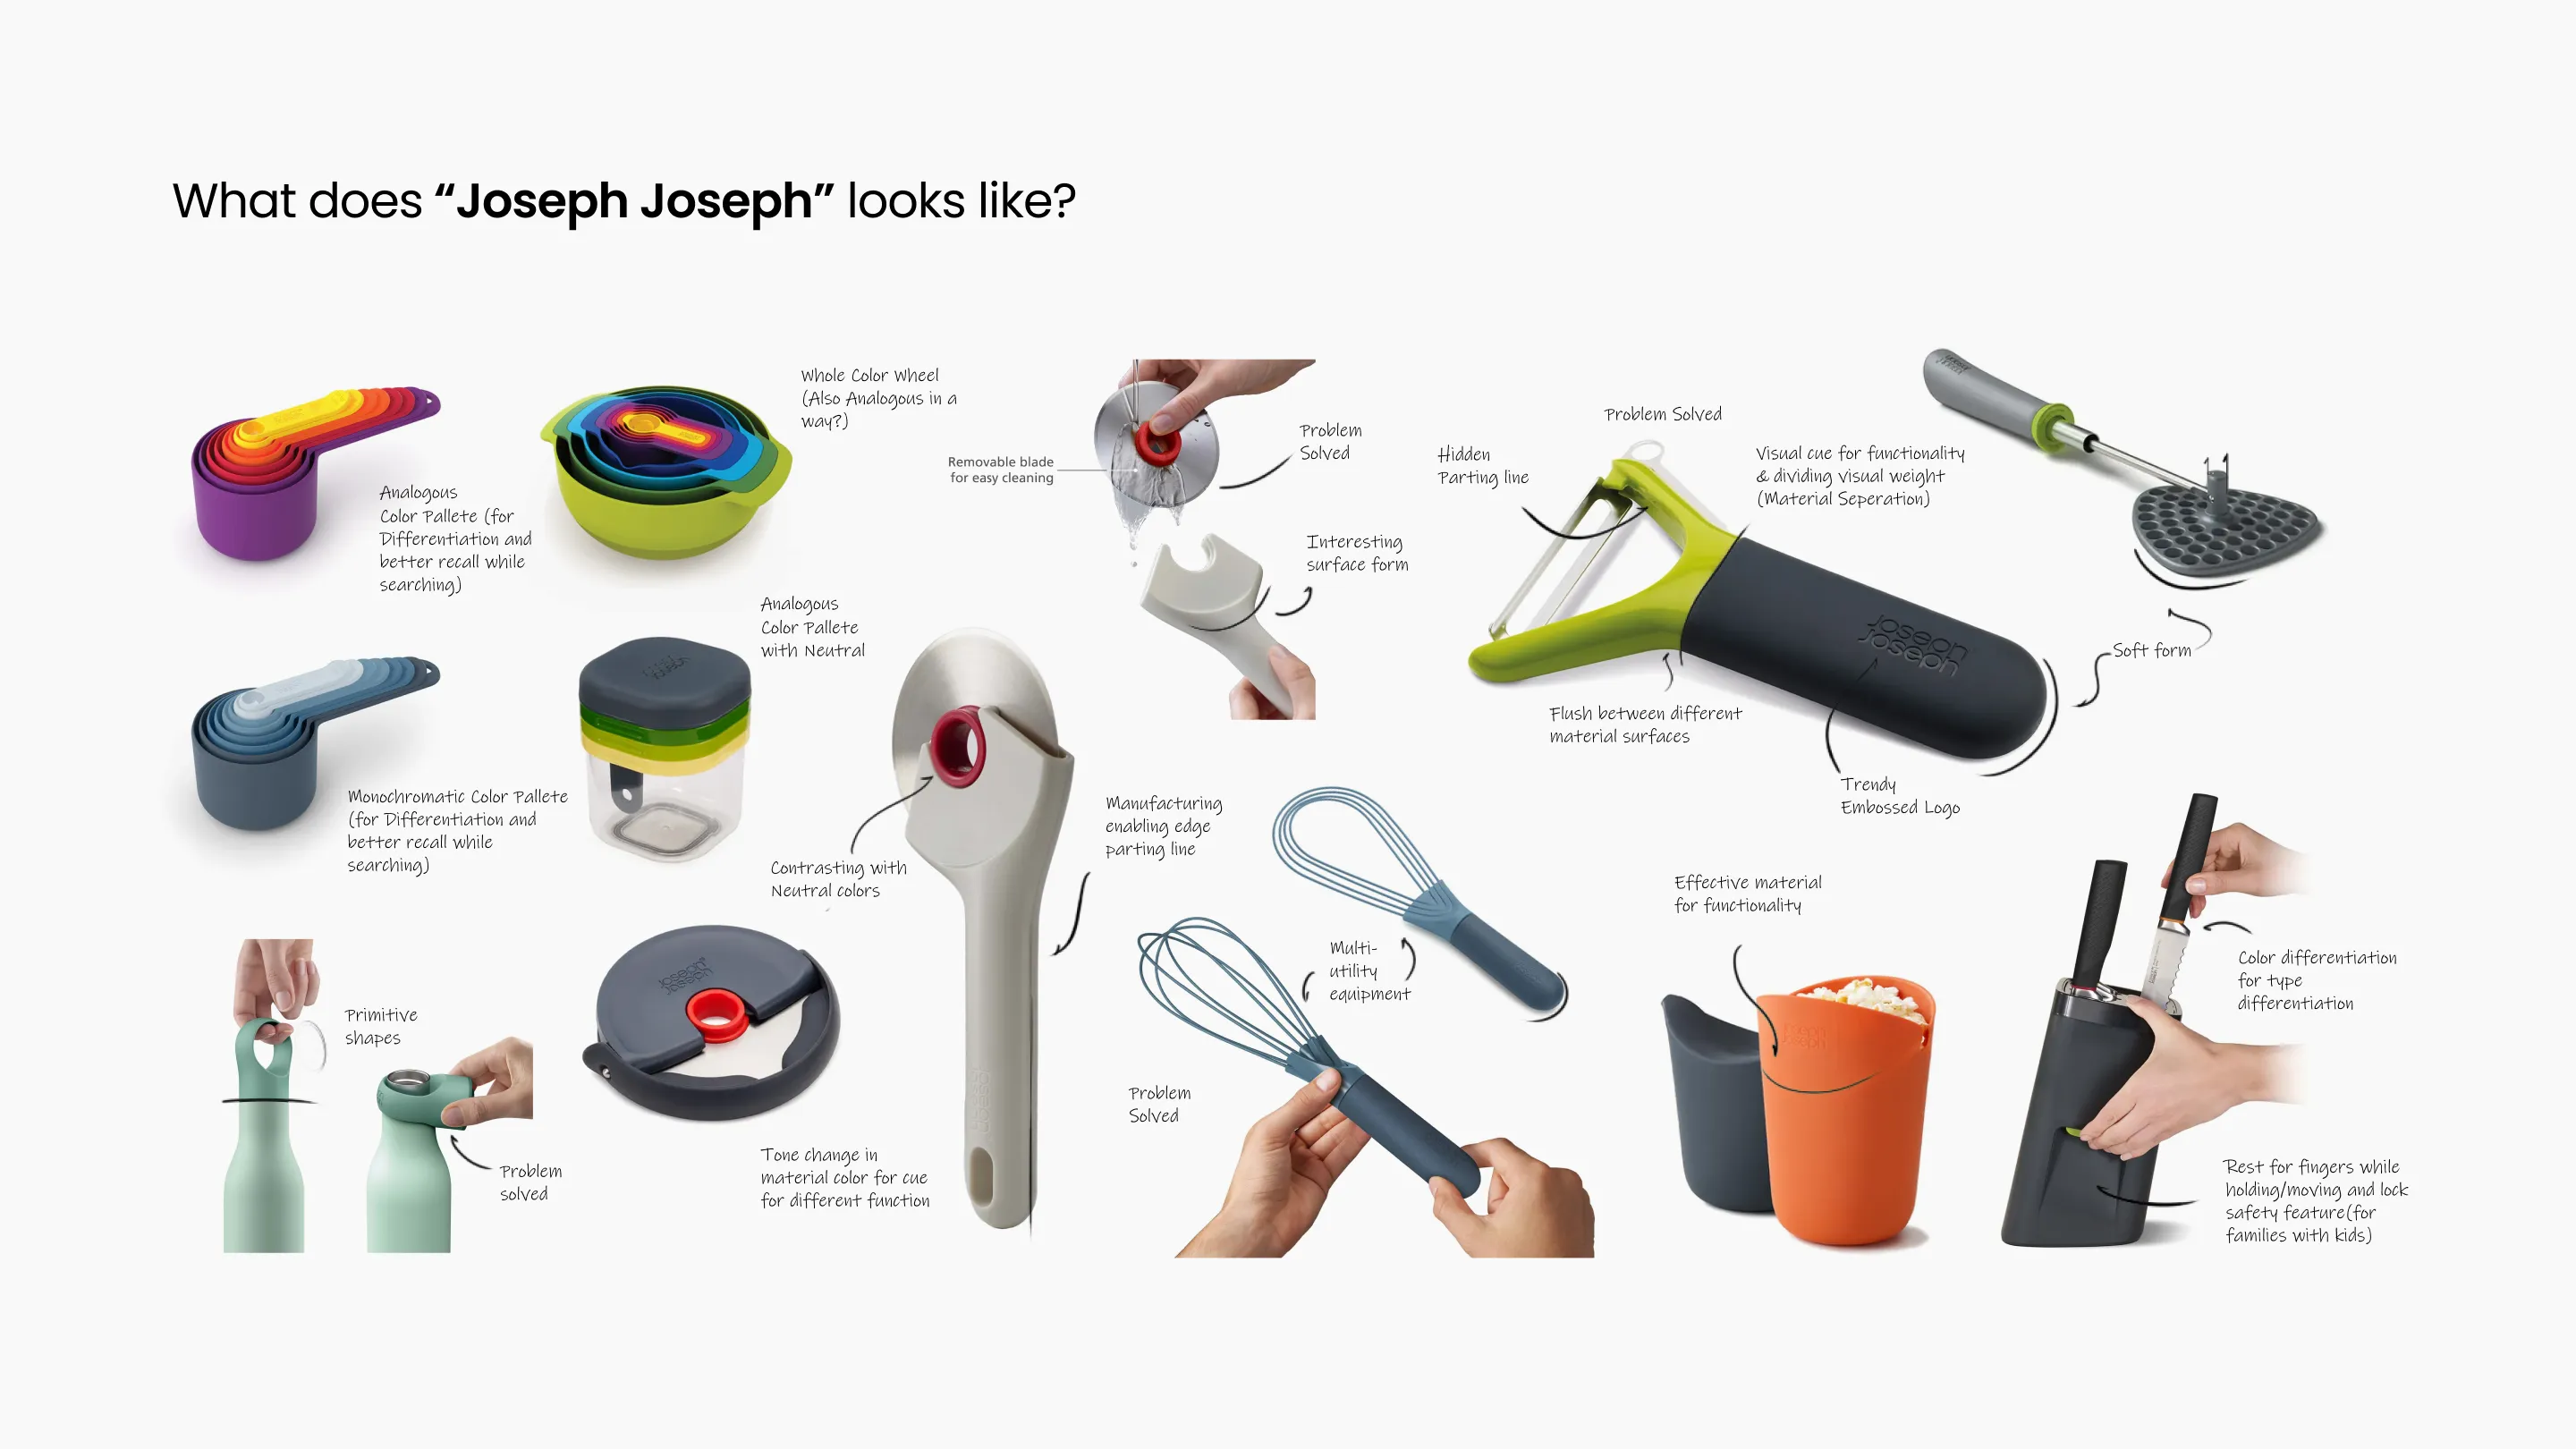 What does “Joseph Joseph” looks like?
Analogous
Color Pallete (for
Differentiation and
better recall while
searching)
Whole Color Wheel
(Also Analogous in a
way?)
Removable blade
for easy cleaning
Problem
Solved
Interesting
surface form
Problem Solved
Hidden
Parting line
Visual cue for functionality
& dividing visual weight
(Material Seperation)
Soft form
joseph
joseph
Flush between different
material surfaces
Trendy
Embossed Logo
Monochromatic Color Pallete
(for Differentiation and
better recall while
searching)
Analogous
Color Pallete
with Neutral
Contrasting with
Neutral colors
Manufacturing
enabling edge
parting line
Primitive
shapes
Problem
solved
joseph
joseph
Tone change in
material color for cue
for different function
Multi-
utility
equipment
Problem
Solved
Effective material
for functionality
joseph
joseph
Color differentiation
for type
differentiation
Rest for fingers while
holding/moving and lock
safety feature(for
families with kids)